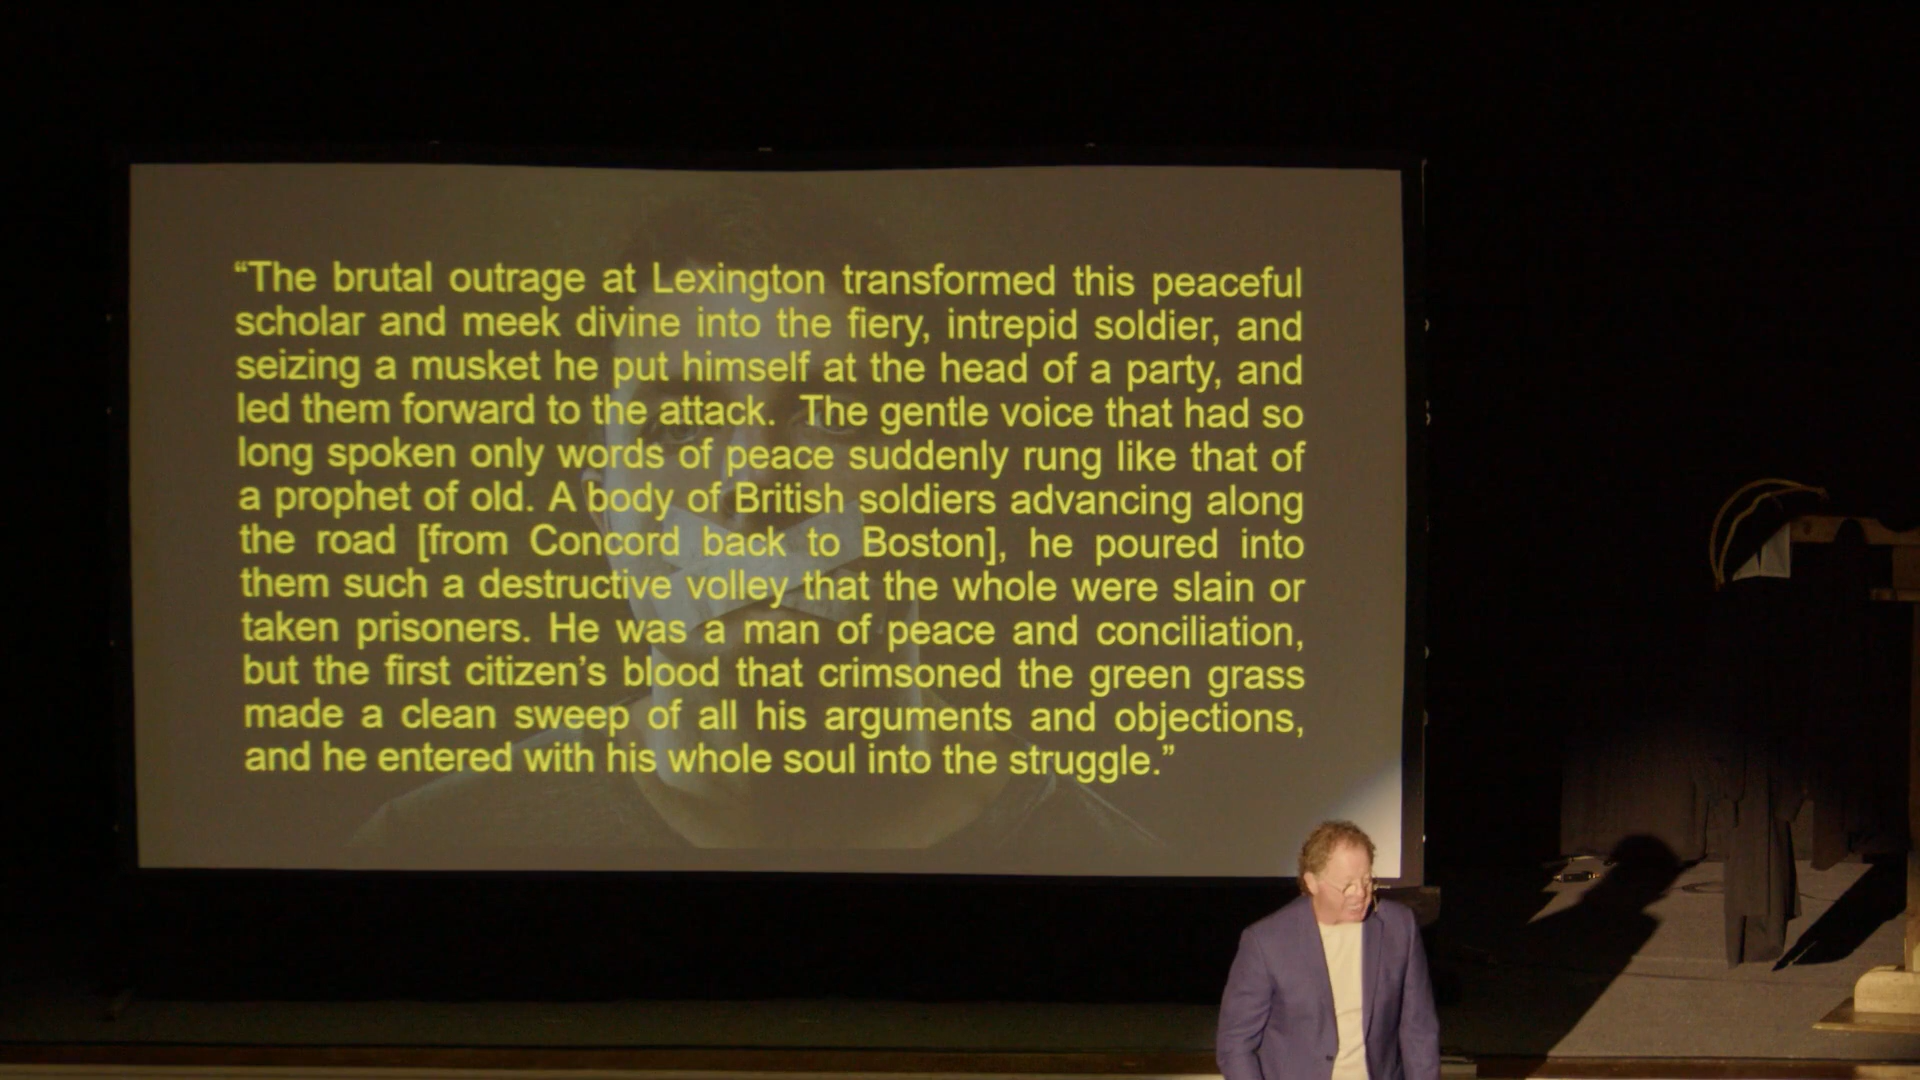 “The brutal outrage at Lexington transformed this peaceful
scholar and meek divine into the fiery, intrepid soldier, and
seizing a musket he put himself at the head of a party, and
led them forward to the attack.  The gentle voice that had so
long spoken only words of peace suddenly rung like that of
a prophet of old. A body of British soldiers advancing along
the road [from Concord back to Boston], he poured into
them such a destructive volley that the whole were slain or
taken prisoners. He was a man of peace and conciliation,
but the first citizen’s blood that crimsoned the green grass
made a clean sweep of all his arguments and objections,
and he entered with his whole soul into the struggle.”